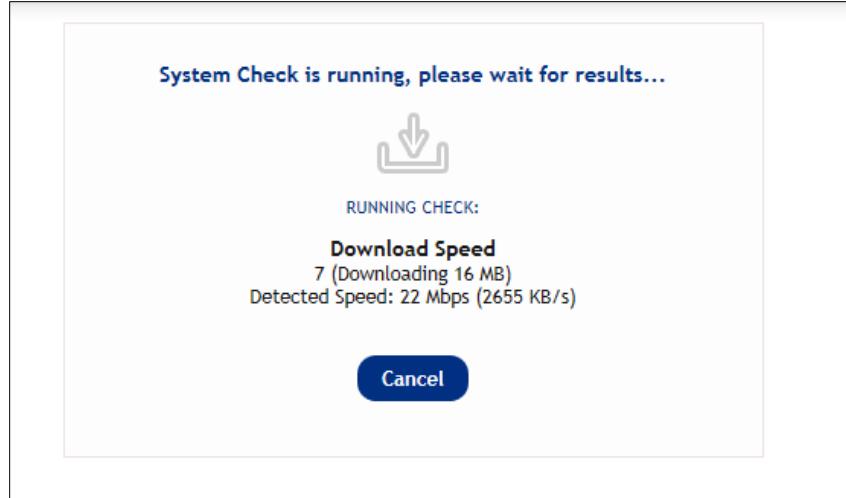 System Check is running, please wait for results...
RUNNING CHECK:
Download Speed
7 (Downloading 16 MB)
Detected Speed: 22 Mbps (2655 KB/s)
Cancel